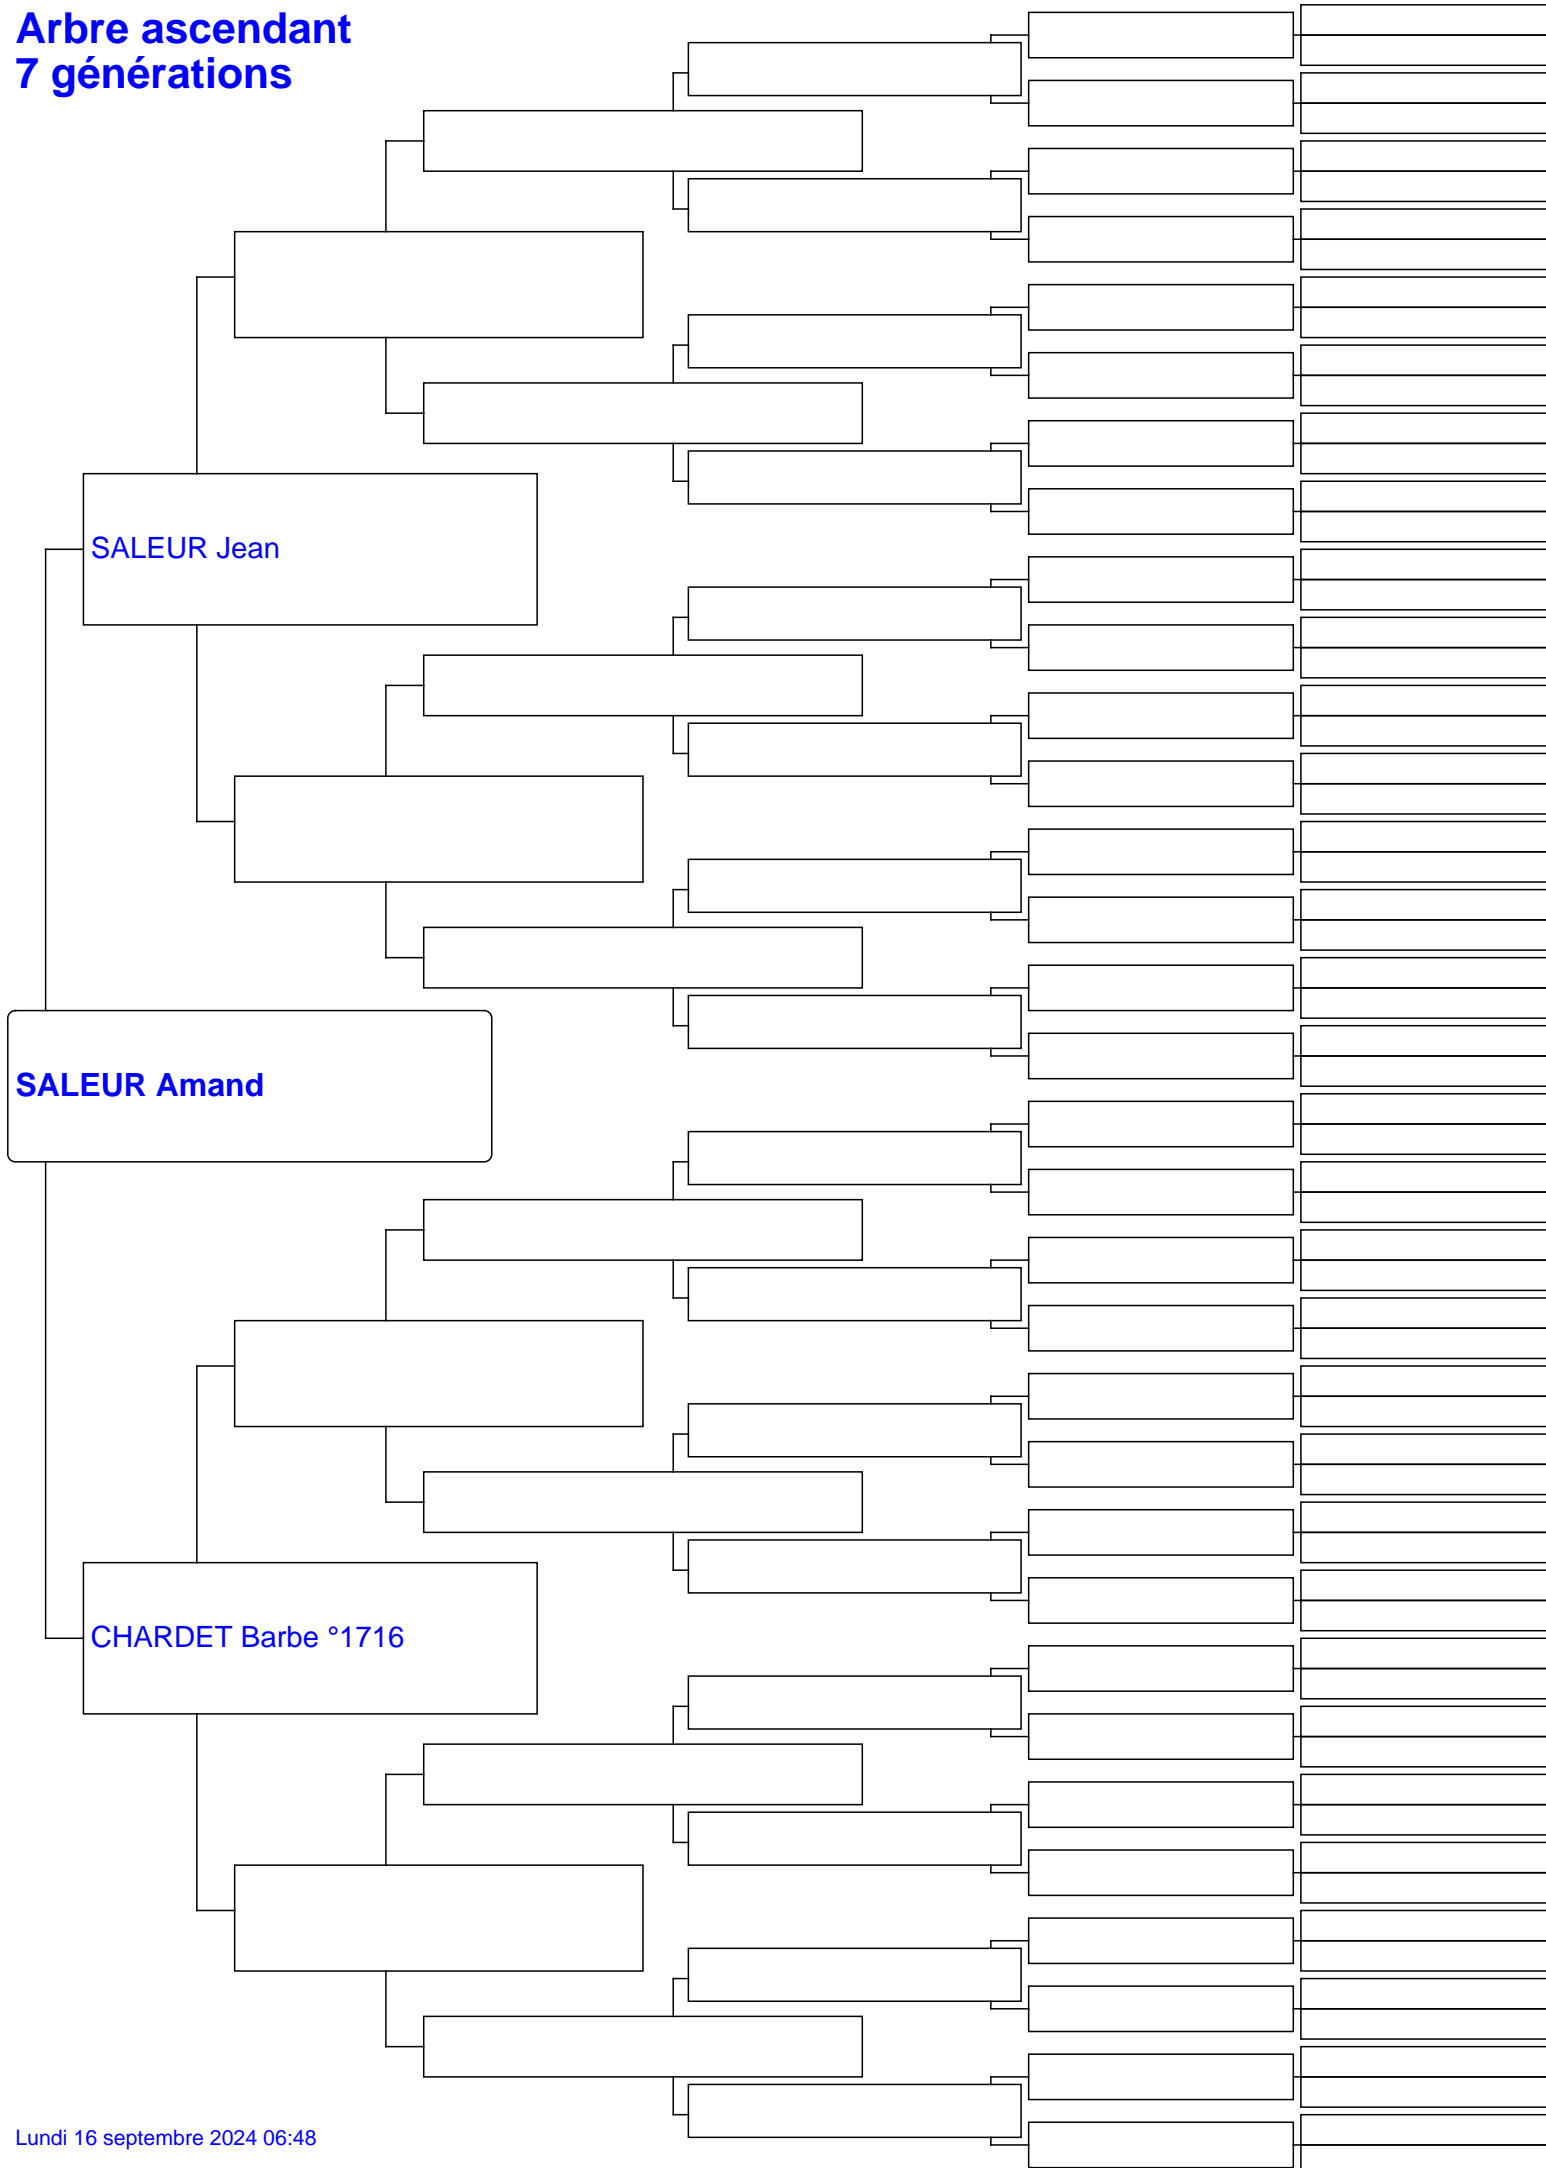 Arbre ascendant
7 générations
SALEUR Jean
SALEUR Amand
CHARDET Barbe °1716
Lundi 16 septembre 2024 06:48